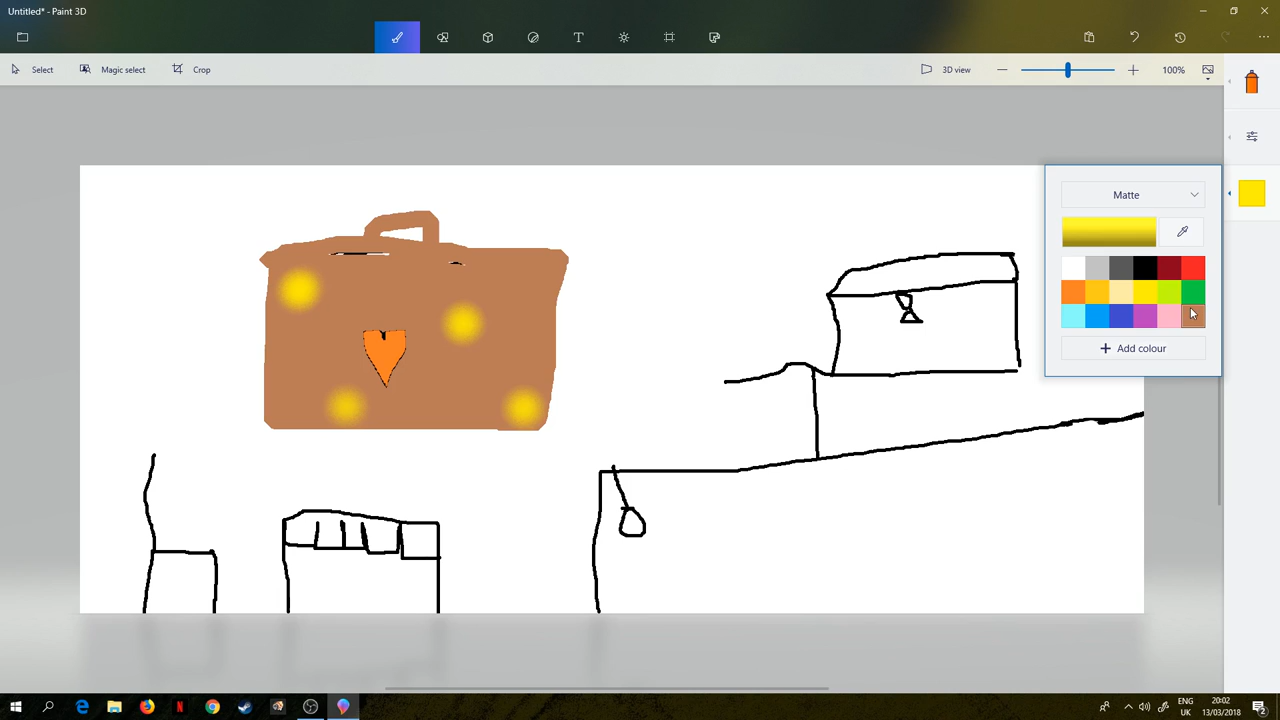 Untitled* - Paint 3D
Select
Magic select
Crop
3D view
100%
Matte
Add colour
ENG
UK
20:02
13/03/2018
2